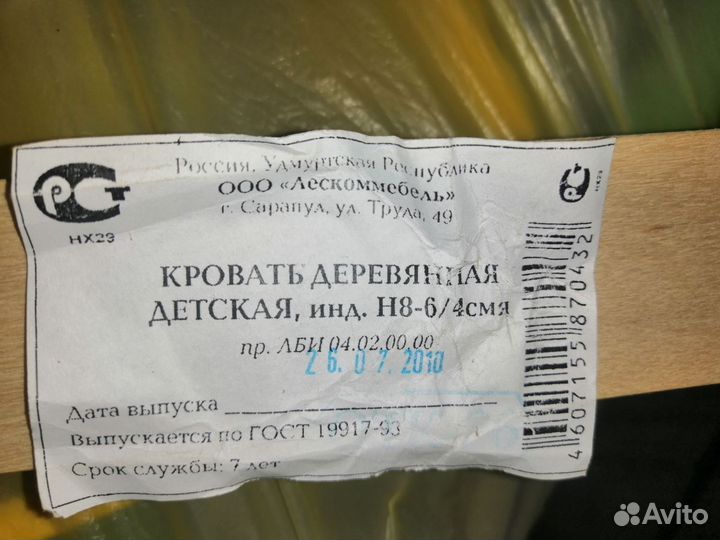 Россия, Удмуртская Республика
ООО «Лескоммебель»
г. Сарапул, ул. Труда, 49
РСТ
НХ29
НХ29
КРОВАТЬ ДЕРЕВЯННАЯ
ДЕТСКАЯ, инд. Н8-6/4смя
пр. ЛБИ 04.02.00.00
26.07.2010
Дата выпуска
Выпускается по ГОСТ 19917-93
Срок службы: 7 лет
4607155870432
Avito